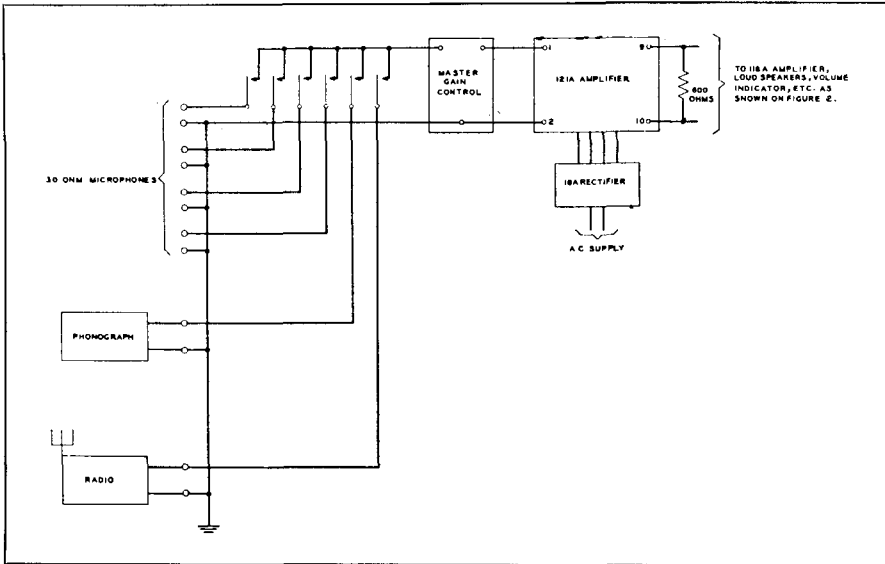 1
MASTER
GAIN
CONTROL
2
121A AMPLIFIER
9
10
600
OHMS
TO 118A AMPLIFIER,
LOUD SPEAKERS, VOLUME
INDICATOR, ETC. AS
SHOWN ON FIGURE 2.
30 OHM MICROPHONES
18A RECTIFIER
A C SUPPLY
PHONOGRAPH
RADIO